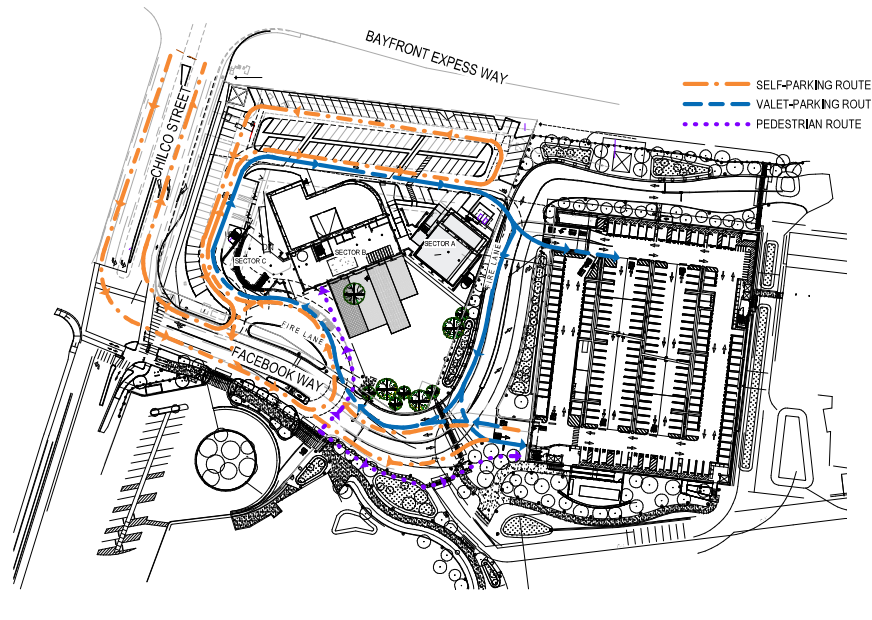 BAYFRONT EXPESS WAY
SELF-PARKING ROUTE
VALET-PARKING ROUT
PEDESTRIAN ROUTE
CHILCO STREET
SECTOR A
SECTOR B
SECTOR C
FIRE LANE
FIRE LANE
FACEBOOK WAY